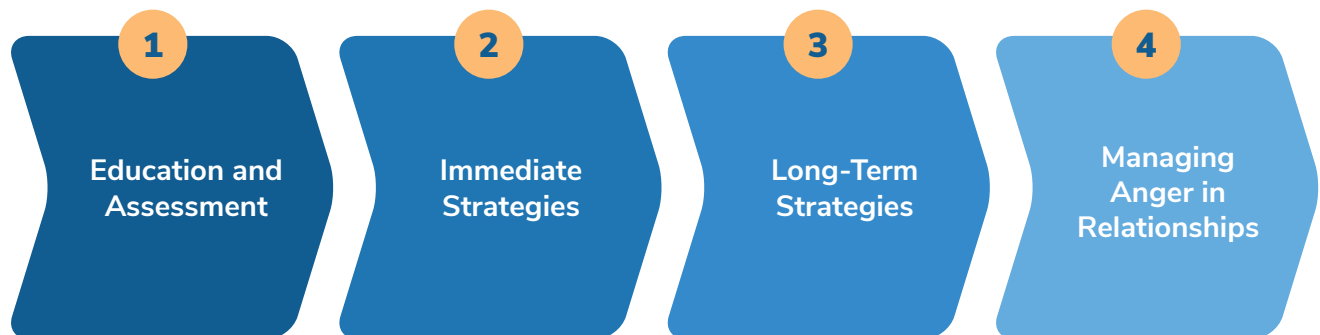 1
Education and
Assessment
2
Immediate
Strategies
3
Long-Term
Strategies
4
Managing
Anger in
Relationships